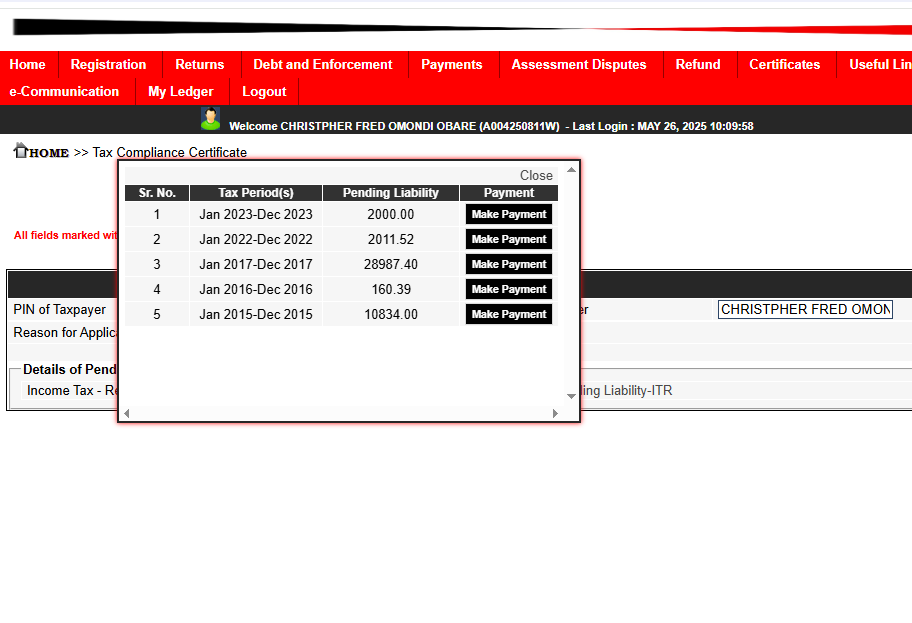 Home Registration Returns Debt and Enforcement Payments Assessment Disputes Refund Certificates Useful Lin
e-Communication My Ledger Logout
Welcome CHRISTPHER FRED OMONDI OBARE (A004250811W) - Last Login : MAY 26, 2025 10:09:58
HOME >> Tax Compliance Certificate
Close
Sr. No. Tax Period(s) Pending Liability Payment
1 Jan 2023-Dec 2023 2000.00 Make Payment
2 Jan 2022-Dec 2022 2011.52 Make Payment
3 Jan 2017-Dec 2017 28987.40 Make Payment
4 Jan 2016-Dec 2016 160.39 Make Payment
5 Jan 2015-Dec 2015 10834.00 Make Payment
All fields marked wit
PIN of Taxpayer er CHRISTPHER FRED OMON
Reason for Applica
Details of Pend
Income Tax - Re ing Liability-ITR